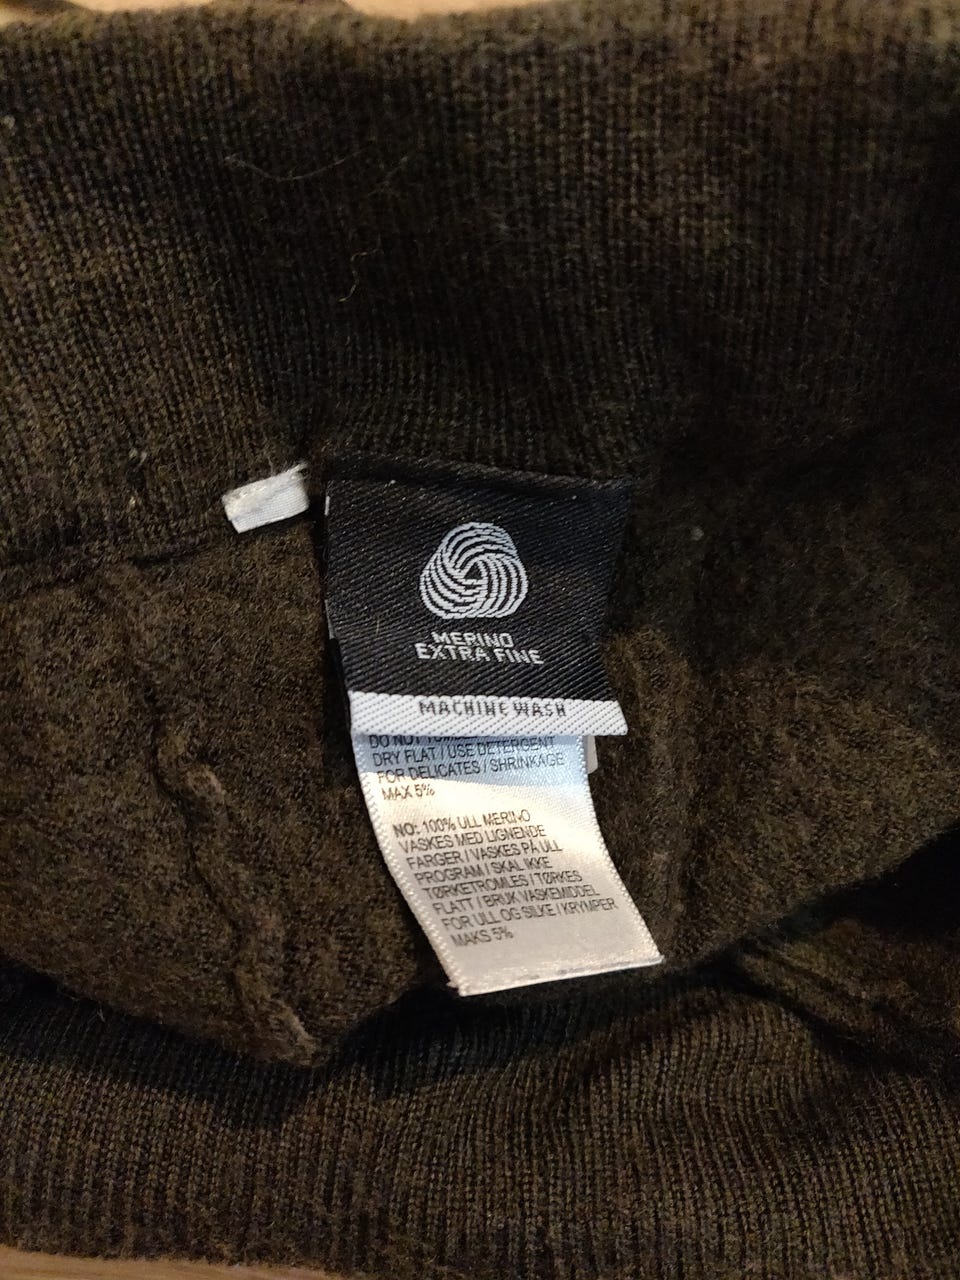 MERINO
EXTRA FINE
MACHINE WASH
DO NOT
DRY FLAT / USE DETERGENT
FOR DELICATES / SHRINKAGE
MAX 5%
NO: 100% ULL MERINO
VASKES MED LIGNENDE
FARGER / VASKES PÅ ULL
PROGRAM / SKAL IKKE
TØRKETROMLES / TØRKES
FLATT / BRUK VASKEMIDDEL
FOR ULL OG SILKE / KRYMPER
MAKS 5%